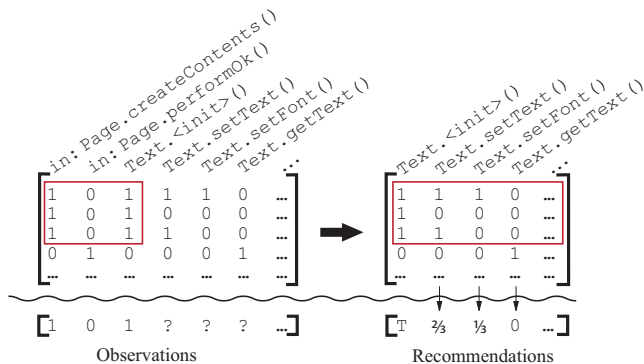 in:Page.createContents()
in:Page.performOk()
Text.<init>()
Text.setText()
Text.setFont()
Text.getText()
...
1 0 1 1 1 0 ...
1 0 1 0 0 0 ...
1 0 1 1 0 0 ...
0 1 0 0 0 1 ...
... ... ... ... ... ... ...
1 0 1 ? ? ? ...
Observations
Text.<init>()
Text.setText()
Text.setFont()
Text.getText()
...
1 1 1 0 ...
1 0 0 0 ...
1 1 0 0 ...
0 0 0 1 ...
... ... ... ... ...
T ⅔ ⅓ 0 ...
Recommendations